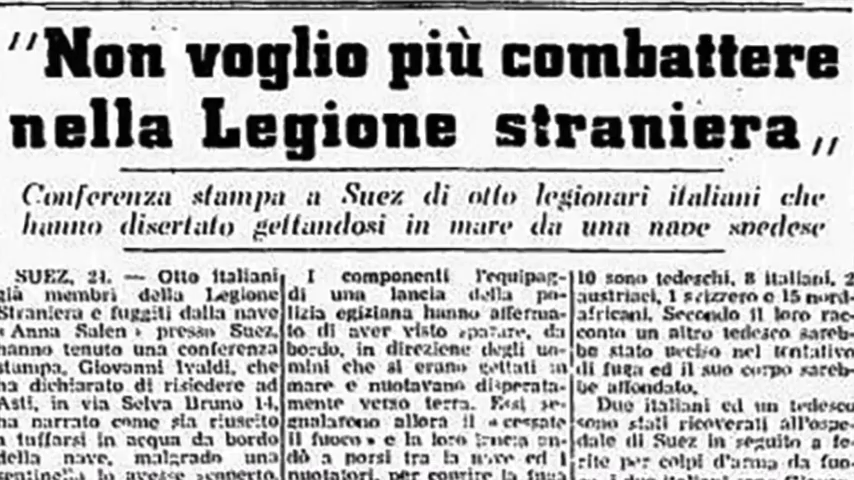 "Non voglio più combattere
nella Legione straniera„
Conferenza stampa a Suez di otto legionari italiani che
hanno disertato gettandosi in mare da una nave svedese
SUEZ, 21. — Otto italiani
già membri della Legione
Straniera e fuggiti dalla nave
« Anna Salen » presso Suez,
hanno tenuto una conferenza
stampa. Giovanni Ivaldi, che
ha dichiarato di risiedere ad
Asti, in via Selva Bruno 14,
ha narrato come sia riuscito
a tuffarsi in acqua da bordo
della nave, malgrado una
sentinella lo avesse scoperto.
I componenti l'equipag-
di una lancia della po-
lizia egiziana hanno afferma-
to di aver visto sparare, da
bordo, in direzione degli uo-
mini che si erano gettati in
mare e nuotavano disperata-
mente verso terra. Essi se-
gnalarono allora il « cessate
il fuoco » e la loro lancia an-
dò a porsi tra la nave ed i
nuotatori, per coprire la fuga
10 sono tedeschi, 8 italiani, 2
austriaci, 1 svizzero e 15 nord-
africani. Secondo il loro rac-
conto un altro tedesco sareb-
be stato ucciso nel tentativo
di fuga ed il suo corpo sareb-
be affondato.
Due italiani ed un tedesco
sono stati ricoverati all'ospe-
dale di Suez in seguito a fe-
rite per colpi d'arma da fuo-
i due italiani sono